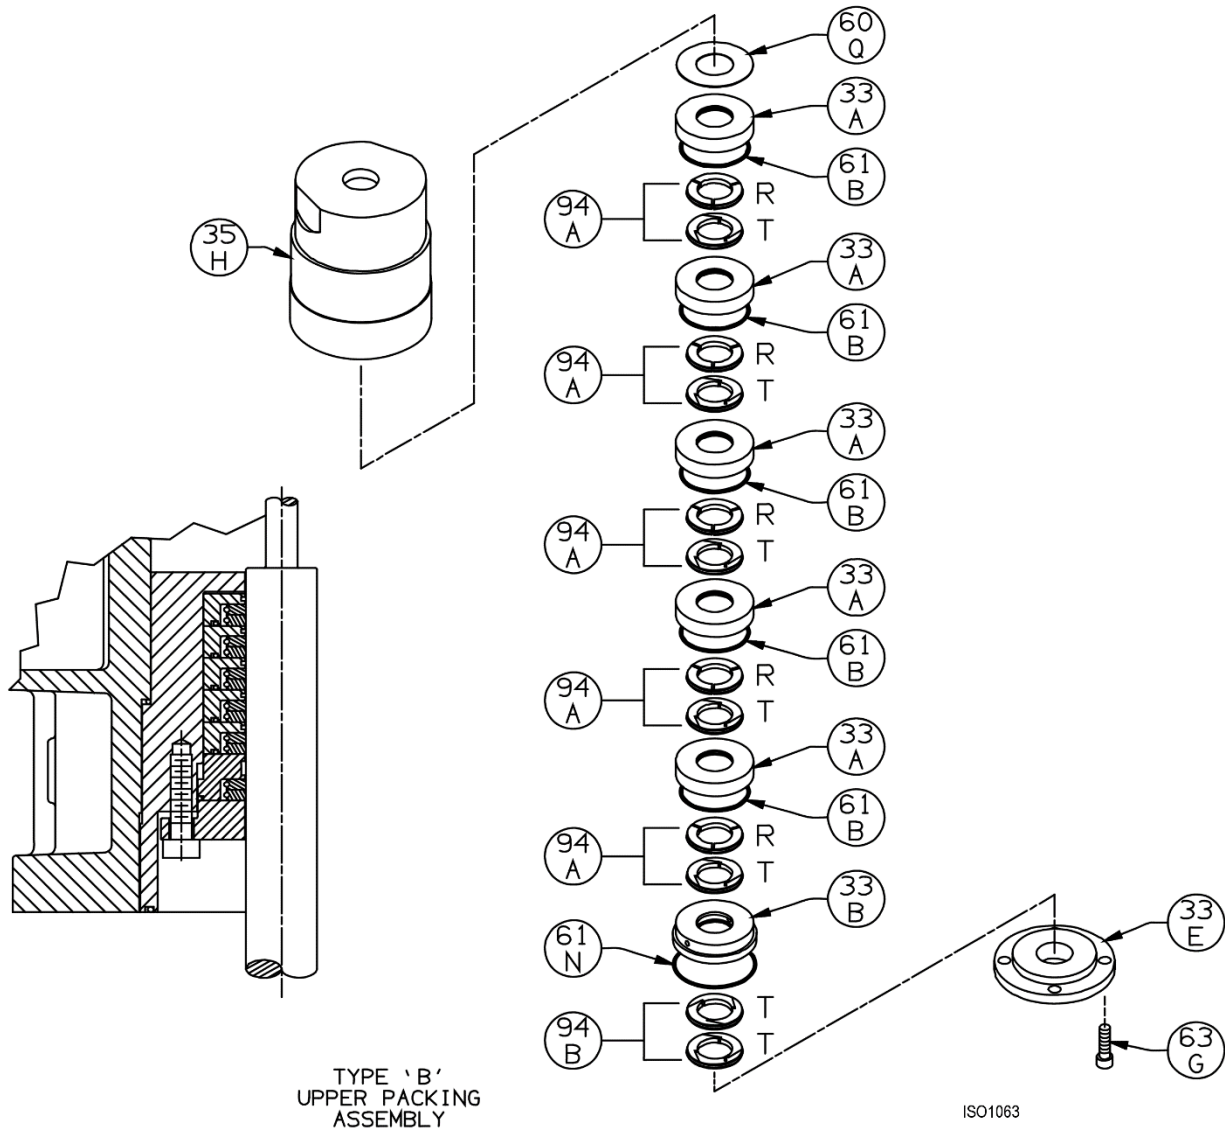 60
Q
33
A
61
B
94
A
R
T
35
H
33
A
61
B
94
A
R
T
33
A
61
B
94
A
R
T
33
A
61
B
94
A
R
T
33
A
61
B
94
A
R
T
33
B
61
N
33
E
94
B
T
T
63
G
TYPE 'B'
UPPER PACKING
ASSEMBLY
ISO1063